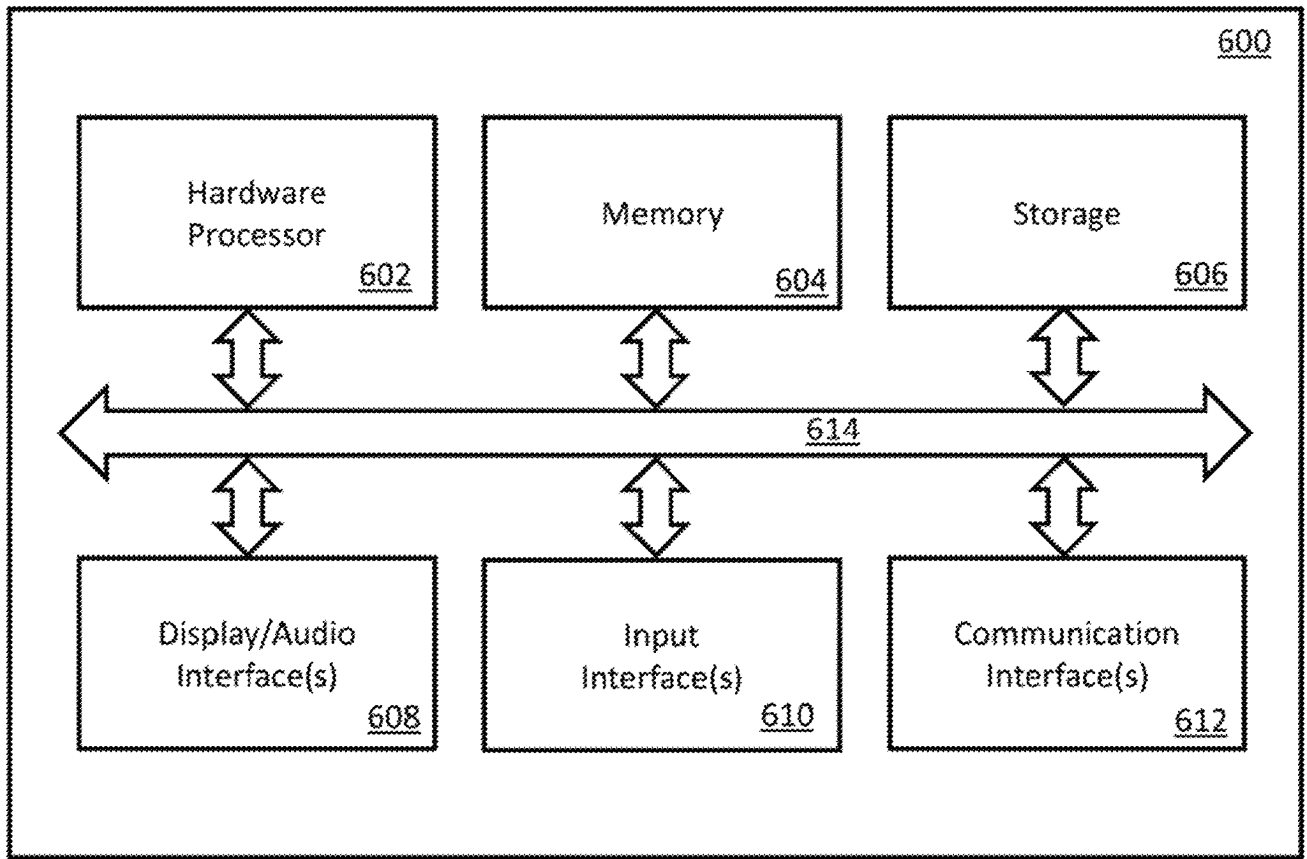 600
Hardware
Processor
602
Memory
604
Storage
606
614
Display/Audio
Interface(s)
608
Input
Interface(s)
610
Communication
Interface(s)
612